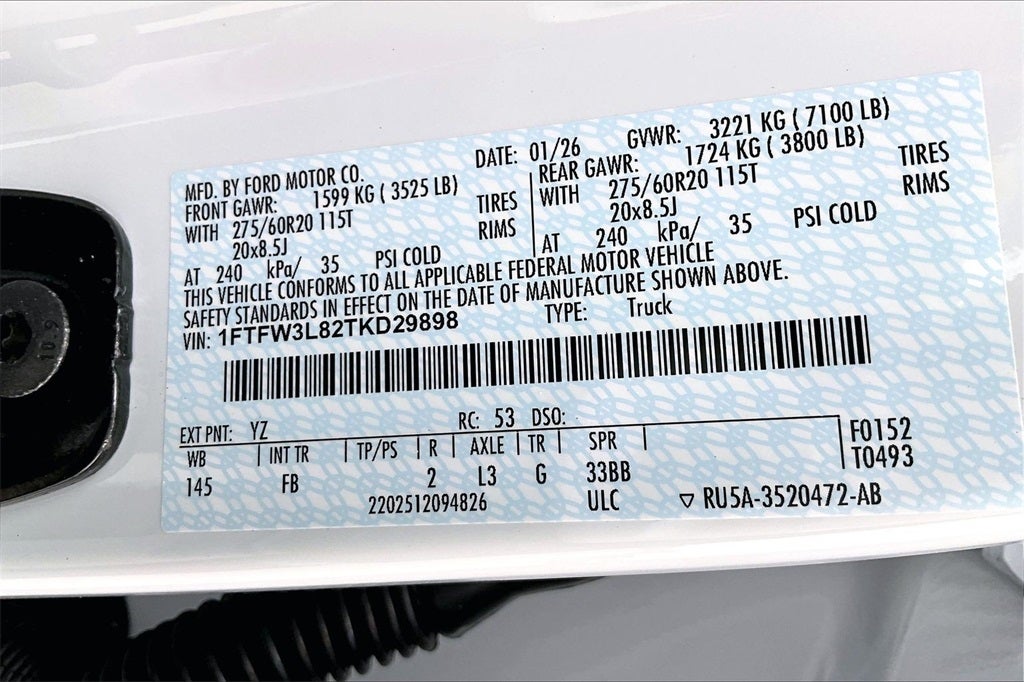 MFD. BY FORD MOTOR CO.
DATE: 01/26
GVWR: 3221 KG ( 7100 LB)
FRONT GAWR: 1599 KG ( 3525 LB)
WITH 275/60R20 115T TIRES
20x8.5J RIMS
AT 240 kPa/ 35 PSI COLD
REAR GAWR: 1724 KG ( 3800 LB)
WITH 275/60R20 115T TIRES
20x8.5J RIMS
AT 240 kPa/ 35 PSI COLD
THIS VEHICLE CONFORMS TO ALL APPLICABLE FEDERAL MOTOR VEHICLE
SAFETY STANDARDS IN EFFECT ON THE DATE OF MANUFACTURE SHOWN ABOVE.
VIN: 1FTFW3L82TKD29898
TYPE: Truck
EXT PNT: YZ RC: 53 DSO:
WB INT TR TP/PS R AXLE TR SPR F0152
145 FB 2 L3 G 33BB T0493
2202512094826 ULC ▽ RU5A-3520472-AB
10.9